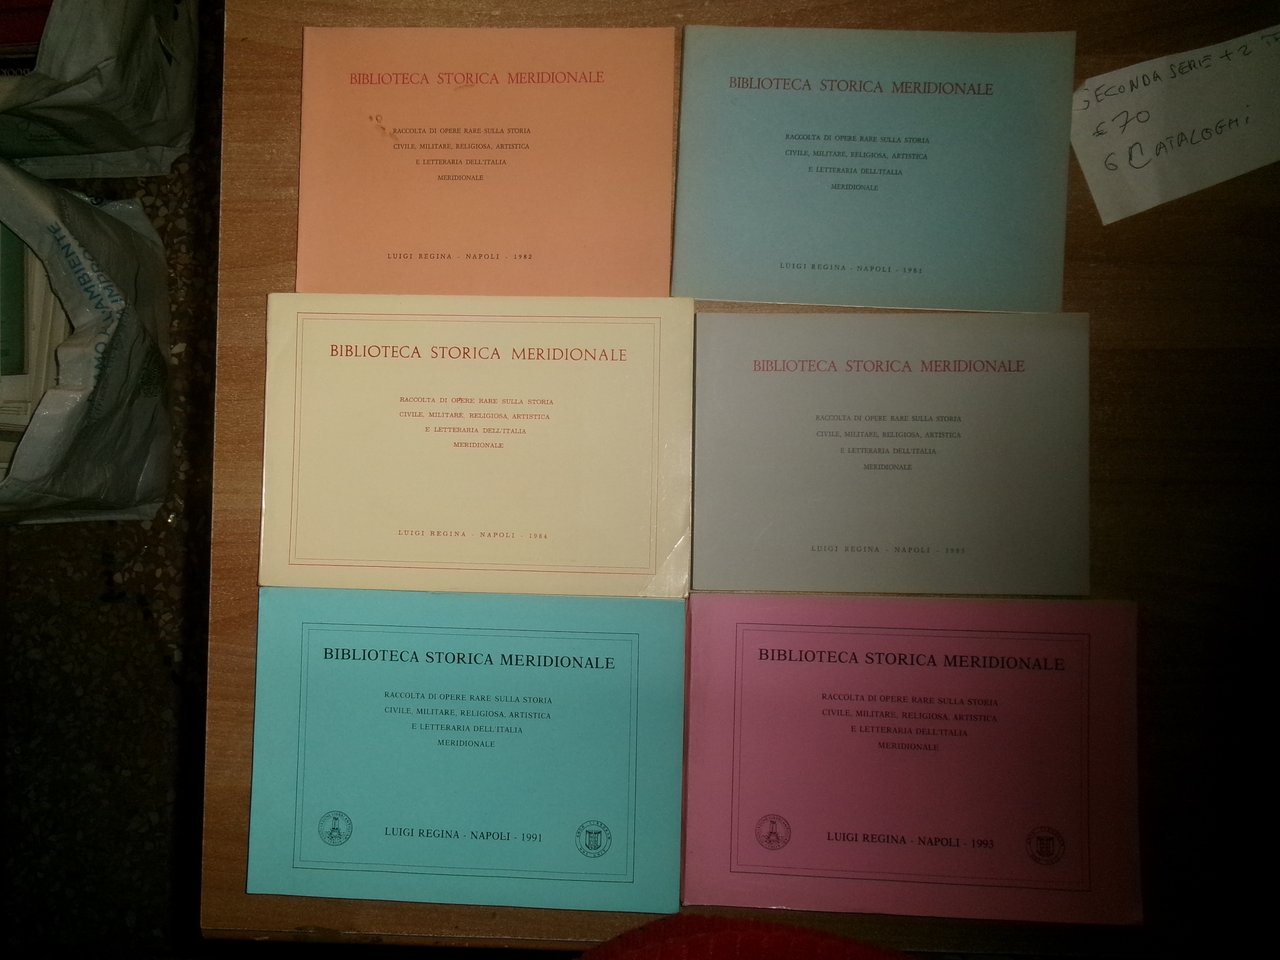 BIBLIOTECA STORICA MERIDIONALE
RACCOLTA DI OPERE RARE SULLA STORIA
CIVILE, MILITARE, RELIGIOSA, ARTISTICA
E LETTERARIA DELL'ITALIA
MERIDIONALE
LUIGI REGINA - NAPOLI - 1982
BIBLIOTECA STORICA MERIDIONALE
RACCOLTA DI OPERE RARE SULLA STORIA
CIVILE, MILITARE, RELIGIOSA, ARTISTICA
E LETTERARIA DELL'ITALIA
MERIDIONALE
LUIGI REGINA - NAPOLI - 1981
SECONDA SERIE + 2
£70
6 CATALOGHI
BIBLIOTECA STORICA MERIDIONALE
RACCOLTA DI OPERE RARE SULLA STORIA
CIVILE, MILITARE, RELIGIOSA, ARTISTICA
E LETTERARIA DELL'ITALIA
MERIDIONALE
LUIGI REGINA - NAPOLI - 1984
BIBLIOTECA STORICA MERIDIONALE
RACCOLTA DI OPERE RARE SULLA STORIA
CIVILE, MILITARE, RELIGIOSA, ARTISTICA
E LETTERARIA DELL'ITALIA
MERIDIONALE
LUIGI REGINA - NAPOLI -
BIBLIOTECA STORICA MERIDIONALE
RACCOLTA DI OPERE RARE SULLA STORIA
CIVILE, MILITARE, RELIGIOSA, ARTISTICA
E LETTERARIA DELL'ITALIA
MERIDIONALE
LUIGI REGINA - NAPOLI - 1991
BIBLIOTECA STORICA MERIDIONALE
RACCOLTA DI OPERE RARE SULLA STORIA
CIVILE, MILITARE, RELIGIOSA, ARTISTICA
E LETTERARIA DELL'ITALIA
MERIDIONALE
LUIGI REGINA - NAPOLI - 1993
L'AMBIENTE